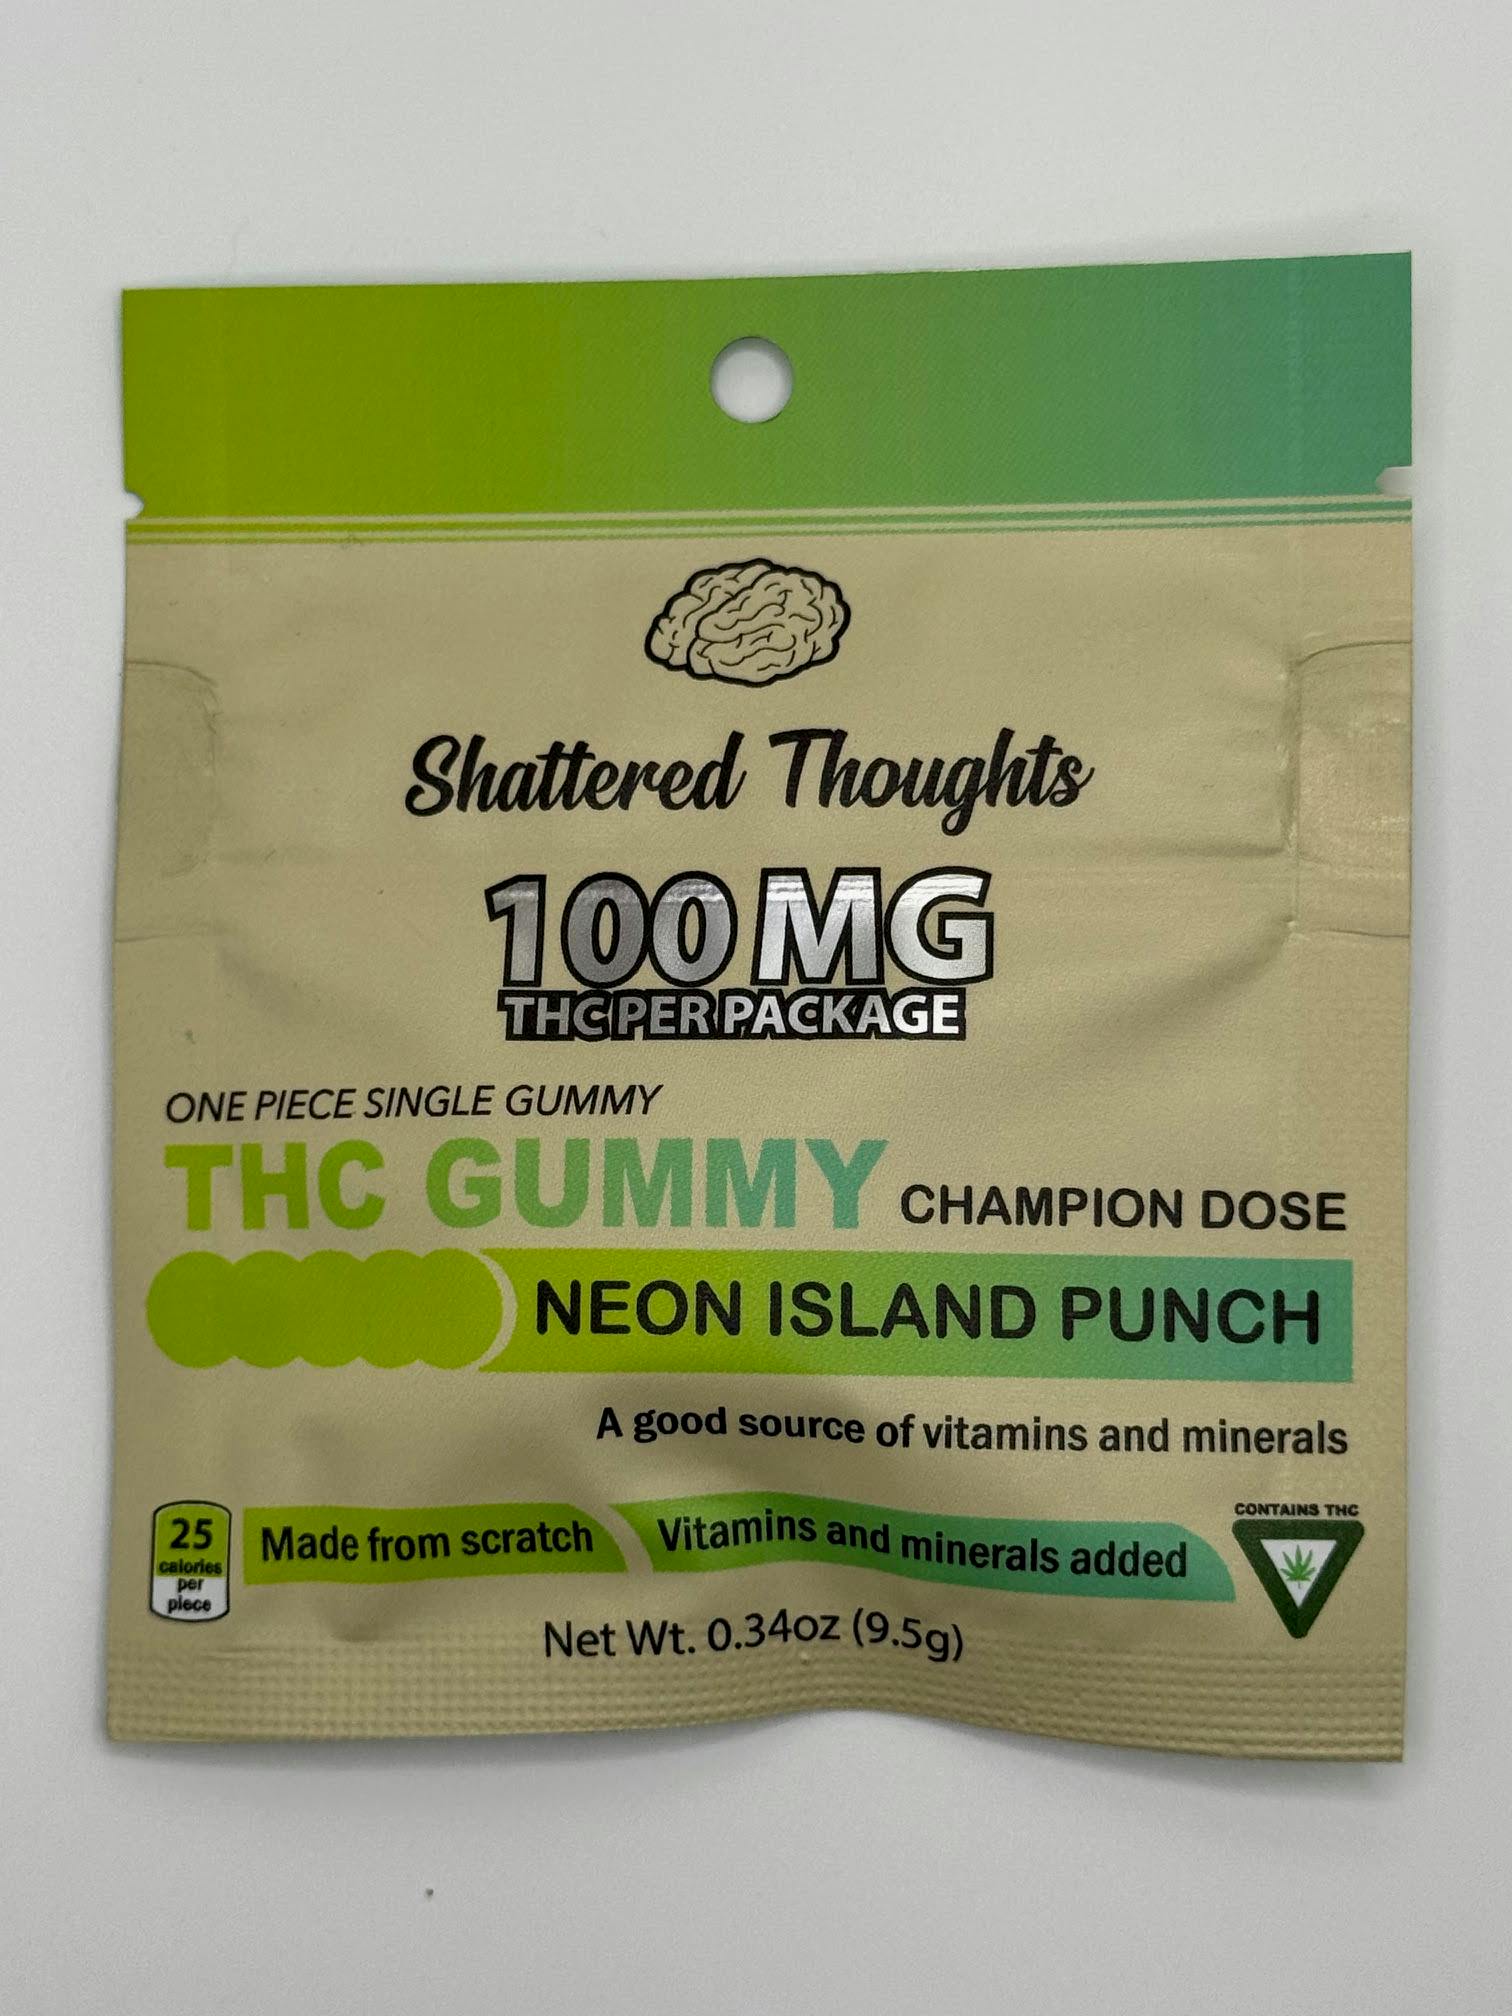 Shattered Thoughts
100 MG
THC PER PACKAGE
ONE PIECE SINGLE GUMMY
THC GUMMY CHAMPION DOSE
NEON ISLAND PUNCH
A good source of vitamins and minerals
25
calories
per
piece
Made from scratch
Vitamins and minerals added
CONTAINS THC
Net Wt. 0.34oz (9.5g)